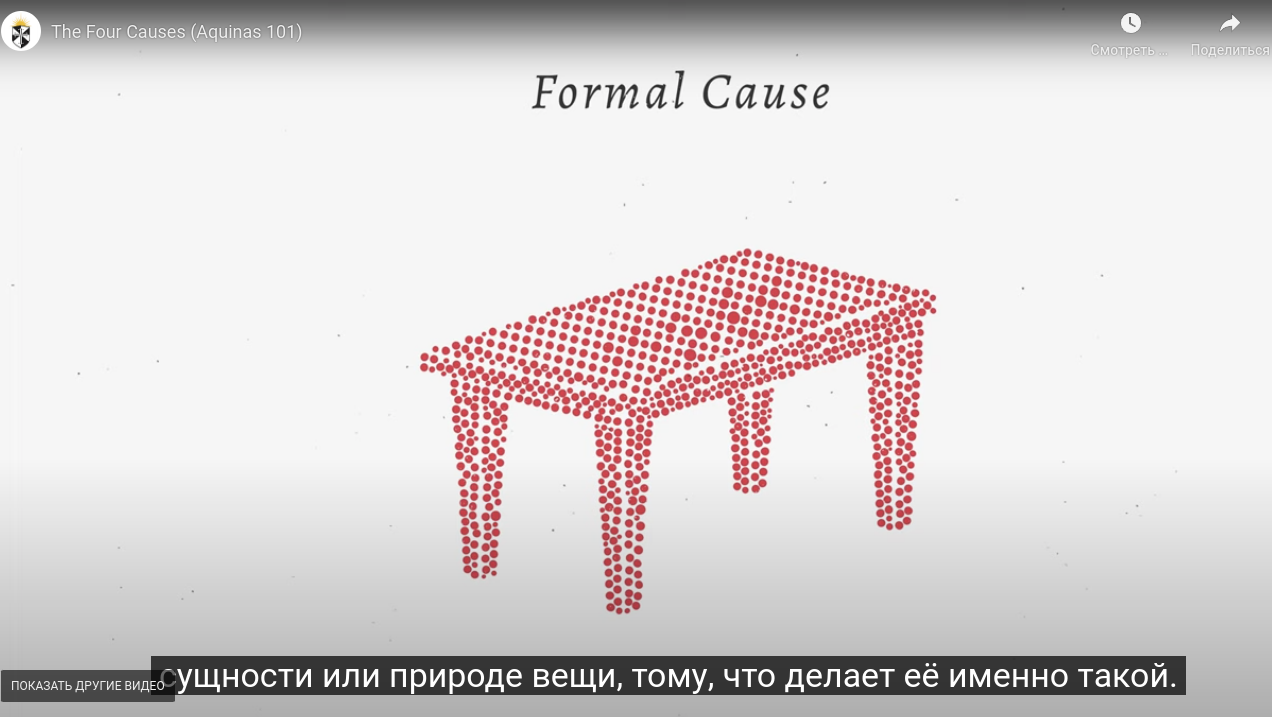 The Four Causes (Aquinas 101)
Смотреть ...
Поделиться
Formal Cause
сущности или природе вещи, тому, что делает её именно такой.
ПОКАЗАТЬ ДРУГИЕ ВИДЕО